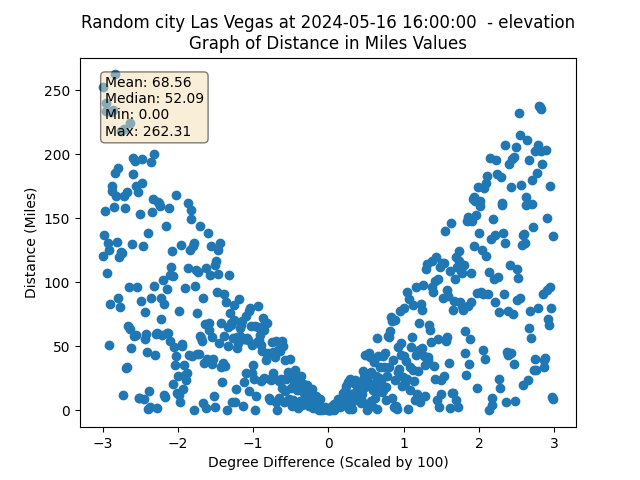 Random city Las Vegas at 2024-05-16 16:00:00  - elevation
Graph of Distance in Miles Values
Mean: 68.56
Median: 52.09
Min: 0.00
Max: 262.31
Distance (Miles)
250
200
150
100
50
0
−3 −2 −1 0 1 2 3
Degree Difference (Scaled by 100)